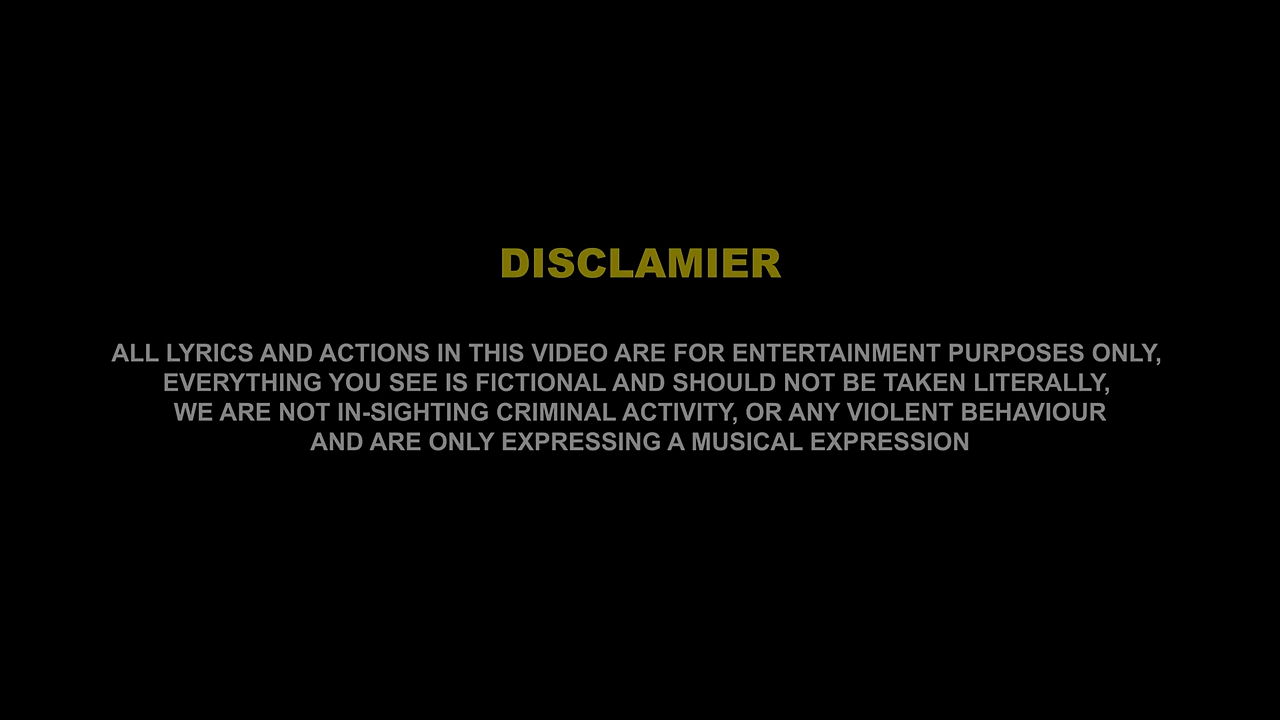 DISCLAMIER
ALL LYRICS AND ACTIONS IN THIS VIDEO ARE FOR ENTERTAINMENT PURPOSES ONLY,
EVERYTHING YOU SEE IS FICTIONAL AND SHOULD NOT BE TAKEN LITERALLY,
WE ARE NOT IN-SIGHTING CRIMINAL ACTIVITY, OR ANY VIOLENT BEHAVIOUR
AND ARE ONLY EXPRESSING A MUSICAL EXPRESSION